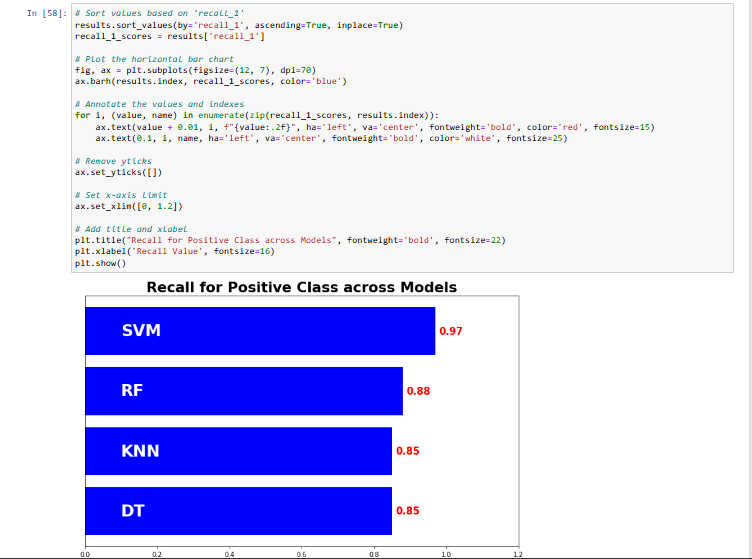 In [58]: # Sort values based on 'recall_1'
results.sort_values(by='recall_1', ascending=True, inplace=True)
recall_1_scores = results['recall_1']
# Plot the horizontal bar chart
fig, ax = plt.subplots(figsize=(12, 7), dpi=70)
ax.barh(results.index, recall_1_scores, color='blue')
# Annotate the values and indexes
for i, (value, name) in enumerate(zip(recall_1_scores, results.index)):
ax.text(value + 0.01, i, f"{value:.2f}", ha='left', va='center', fontweight='bold', color='red', fontsize=15)
ax.text(0.1, i, name, ha='left', va='center', fontweight='bold', color='white', fontsize=25)
# Remove yticks
ax.set_yticks([])
# Set x-axis limit
ax.set_xlim([0, 1.2])
# Add title and xlabel
plt.title("Recall for Positive Class across Models", fontweight='bold', fontsize=22)
plt.xlabel('Recall Value', fontsize=16)
plt.show()
Recall for Positive Class across Models
SVM 0.97
RF 0.88
KNN 0.85
DT 0.85
0.0 0.2 0.4 0.6 0.8 1.0 1.2